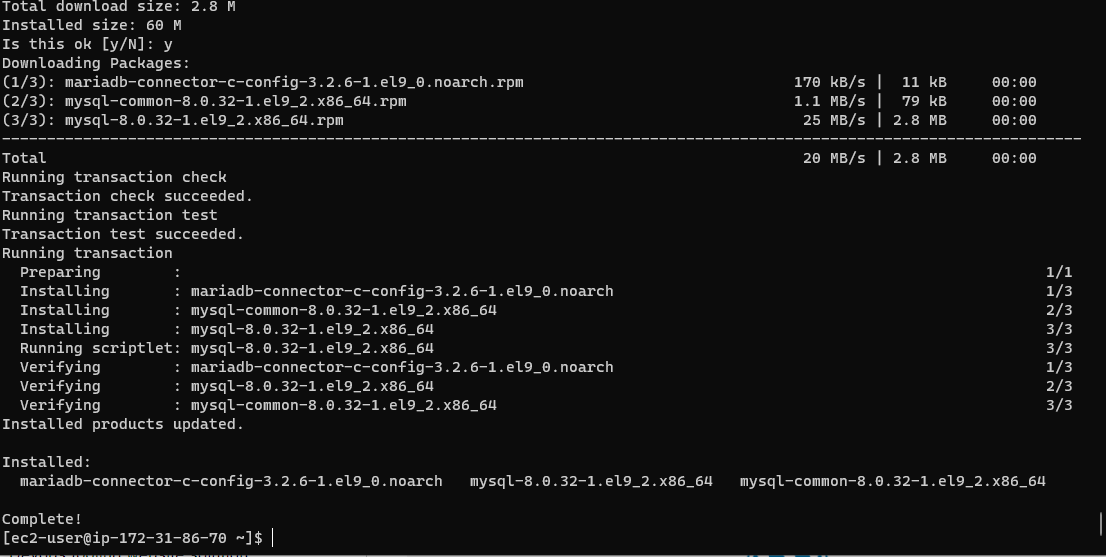 Total download size: 2.8 M
Installed size: 60 M
Is this ok [y/N]: y
Downloading Packages:
(1/3): mariadb-connector-c-config-3.2.6-1.el9_0.noarch.rpm 170 kB/s | 11 kB 00:00
(2/3): mysql-common-8.0.32-1.el9_2.x86_64.rpm 1.1 MB/s | 79 kB 00:00
(3/3): mysql-8.0.32-1.el9_2.x86_64.rpm 25 MB/s | 2.8 MB 00:00
--------------------------------------------------------------------------------
Total 20 MB/s | 2.8 MB 00:00
Running transaction check
Transaction check succeeded.
Running transaction test
Transaction test succeeded.
Running transaction
Preparing : 1/1
Installing : mariadb-connector-c-config-3.2.6-1.el9_0.noarch 1/3
Installing : mysql-common-8.0.32-1.el9_2.x86_64 2/3
Installing : mysql-8.0.32-1.el9_2.x86_64 3/3
Running scriptlet: mysql-8.0.32-1.el9_2.x86_64 3/3
Verifying : mariadb-connector-c-config-3.2.6-1.el9_0.noarch 1/3
Verifying : mysql-8.0.32-1.el9_2.x86_64 2/3
Verifying : mysql-common-8.0.32-1.el9_2.x86_64 3/3
Installed products updated.
Installed:
mariadb-connector-c-config-3.2.6-1.el9_0.noarch mysql-8.0.32-1.el9_2.x86_64 mysql-common-8.0.32-1.el9_2.x86_64
Complete!
[ec2-user@ip-172-31-86-70 ~]$